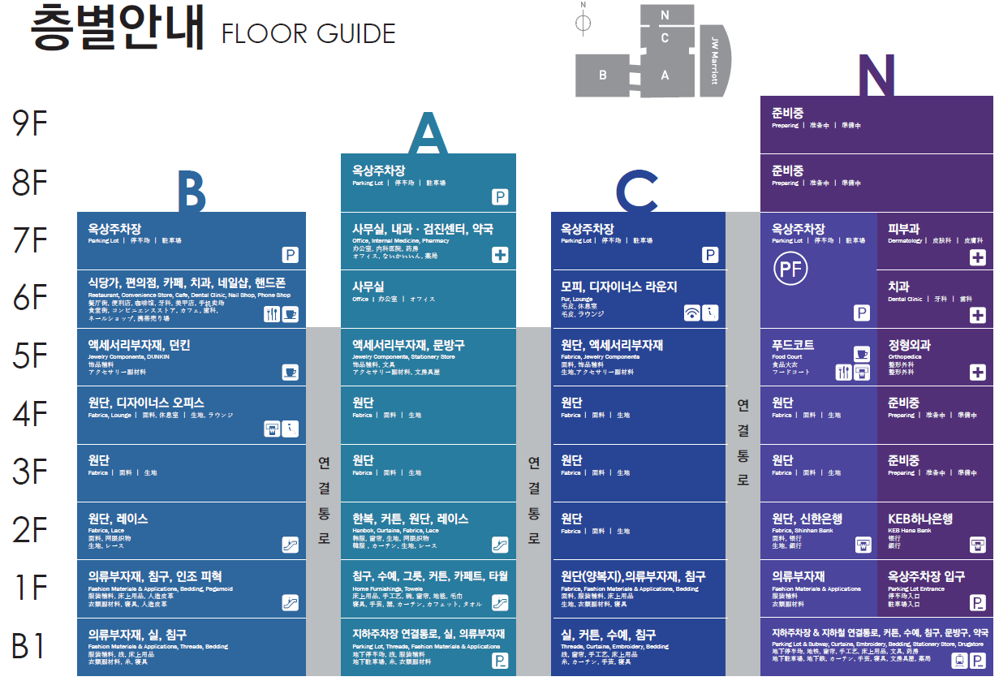 층별안내 FLOOR GUIDE
N
N
C
B
A
JW Marriott
B
A
C
N
9F
준비중
Preparing | 准备中 | 準備中
8F
옥상주차장
Parking Lot | 停车场 | 駐車場
P
준비중
Preparing | 准备中 | 準備中
7F
옥상주차장
Parking Lot | 停车场 | 駐車場
P
사무실, 내과 · 검진센터, 약국
Office, Internal Medicine, Pharmacy
办公室, 内科医院, 药房
オフィス, ないかいいん, 薬局
옥상주차장
Parking Lot | 停车场 | 駐車場
P
옥상주차장
Parking Lot | 停车场 | 駐車場
PF
P
피부과
Dermatology | 皮肤科 | 皮膚科
6F
식당가, 편의점, 카페, 치과, 네일샵, 핸드폰
Restaurant, Convenience Store, Cafe, Dental Clinic, Nail Shop, Phone Shop
餐厅街, 便利店, 咖啡馆, 牙科, 美甲店, 手机卖场
食堂街, コンビニエンスストア, カフェ, 歯科,
ネールショップ, 携帯売り場
사무실
Office | 办公室 | オフィス
모피, 디자이너스 라운지
Fur, Lounge
毛皮, 休息室
毛皮, ラウンジ
i
치과
Dental Clinic | 牙科 | 歯科
5F
액세서리부자재, 던킨
Jewelry Components, DUNKIN
饰品辅料
アクセサリー副材料
액세서리부자재, 문방구
Jewelry Components, Stationery Store
饰品辅料, 文具
アクセサリー副材料, 文房具屋
원단, 액세서리부자재
Fabrics, Jewelry Components
面料, 饰品辅料
生地,アクセサリー副材料
푸드코트
Food Court
食品大衣
フードコート
정형외과
Orthopedics
整形外科
整形外科
4F
원단, 디자이너스 오피스
Fabrics, Lounge | 面料, 休息室 | 生地, ラウンジ
i
원단
Fabrics | 面料 | 生地
원단
Fabrics | 面料 | 生地
원단
Fabrics | 面料 | 生地
준비중
Preparing | 准备中 | 準備中
3F
원단
Fabrics | 面料 | 生地
원단
Fabrics | 面料 | 生地
원단
Fabrics | 面料 | 生地
원단
Fabrics | 面料 | 生地
준비중
Preparing | 准备中 | 準備中
연결통로
연결통로
연결통로
2F
원단, 레이스
Fabrics, Lace
面料, 网眼织物
生地, レース
한복, 커튼, 원단, 레이스
Hanbok, Curtains, Fabrics, Lace
韩服, 窗帘, 生地, 网眼织物
韓服, カーテン, 生地, レース
원단
Fabrics | 面料 | 生地
원단, 신한은행
Fabrics, Shinhan Bank
面料, 银行
生地, 銀行
KEB하나은행
KEB Hana Bank
银行
銀行
1F
의류부자재, 침구, 인조 피혁
Fashion Materials & Applications, Bedding, Pegamoid
服装辅料, 床上用品, 人造皮革
衣類副材料, 寝具, 人造皮革
침구, 수예, 그릇, 커튼, 카페트, 타월
Home Furnishings, Towels
床上用品, 手工艺, 碗, 窗帘, 地毯, 毛巾
寝具, 手芸, 器, カーテン, カフェット, タオル
원단(양복지),의류부자재, 침구
Fabrics, Fashion Materials & Applications, Bedding
面料, 服装辅料, 床上用品
生地, 衣類副材料, 寝具
의류부자재
Fashion Materials & Applications
服装辅料
衣類副材料
옥상주차장 입구
Parking Lot Entrance
停车场入口
駐車場入口
P
B1
의류부자재, 실, 침구
Fashion Materials & Applications, Threads, Bedding
服装辅料, 线, 床上用品
衣類副材料, 糸, 寝具
지하주차장 연결통로, 실, 의류부자재
Parking Lot, Threads, Fashion Materials & Applications
地下停车场, 线, 服装辅料
地下駐車場, 糸, 衣類副材料
P
실, 커튼, 수예, 침구
Threads, Curtains, Embroidery, Bedding
线, 窗帘, 手工艺, 床上用品
糸, カーテン, 手芸, 寝具
지하주차장 & 지하철 연결통로, 커튼, 수예, 침구, 문방구, 약국
Parking Lot & Subway, Curtains, Embroidery, Bedding, Stationery Store, Drugstore
地下停车场, 地铁, 窗帘, 手工艺, 床上用品, 文具, 药房
地下駐車場, 地下鉄, カーテン, 手芸, 寝具, 文房具屋, 薬局
P